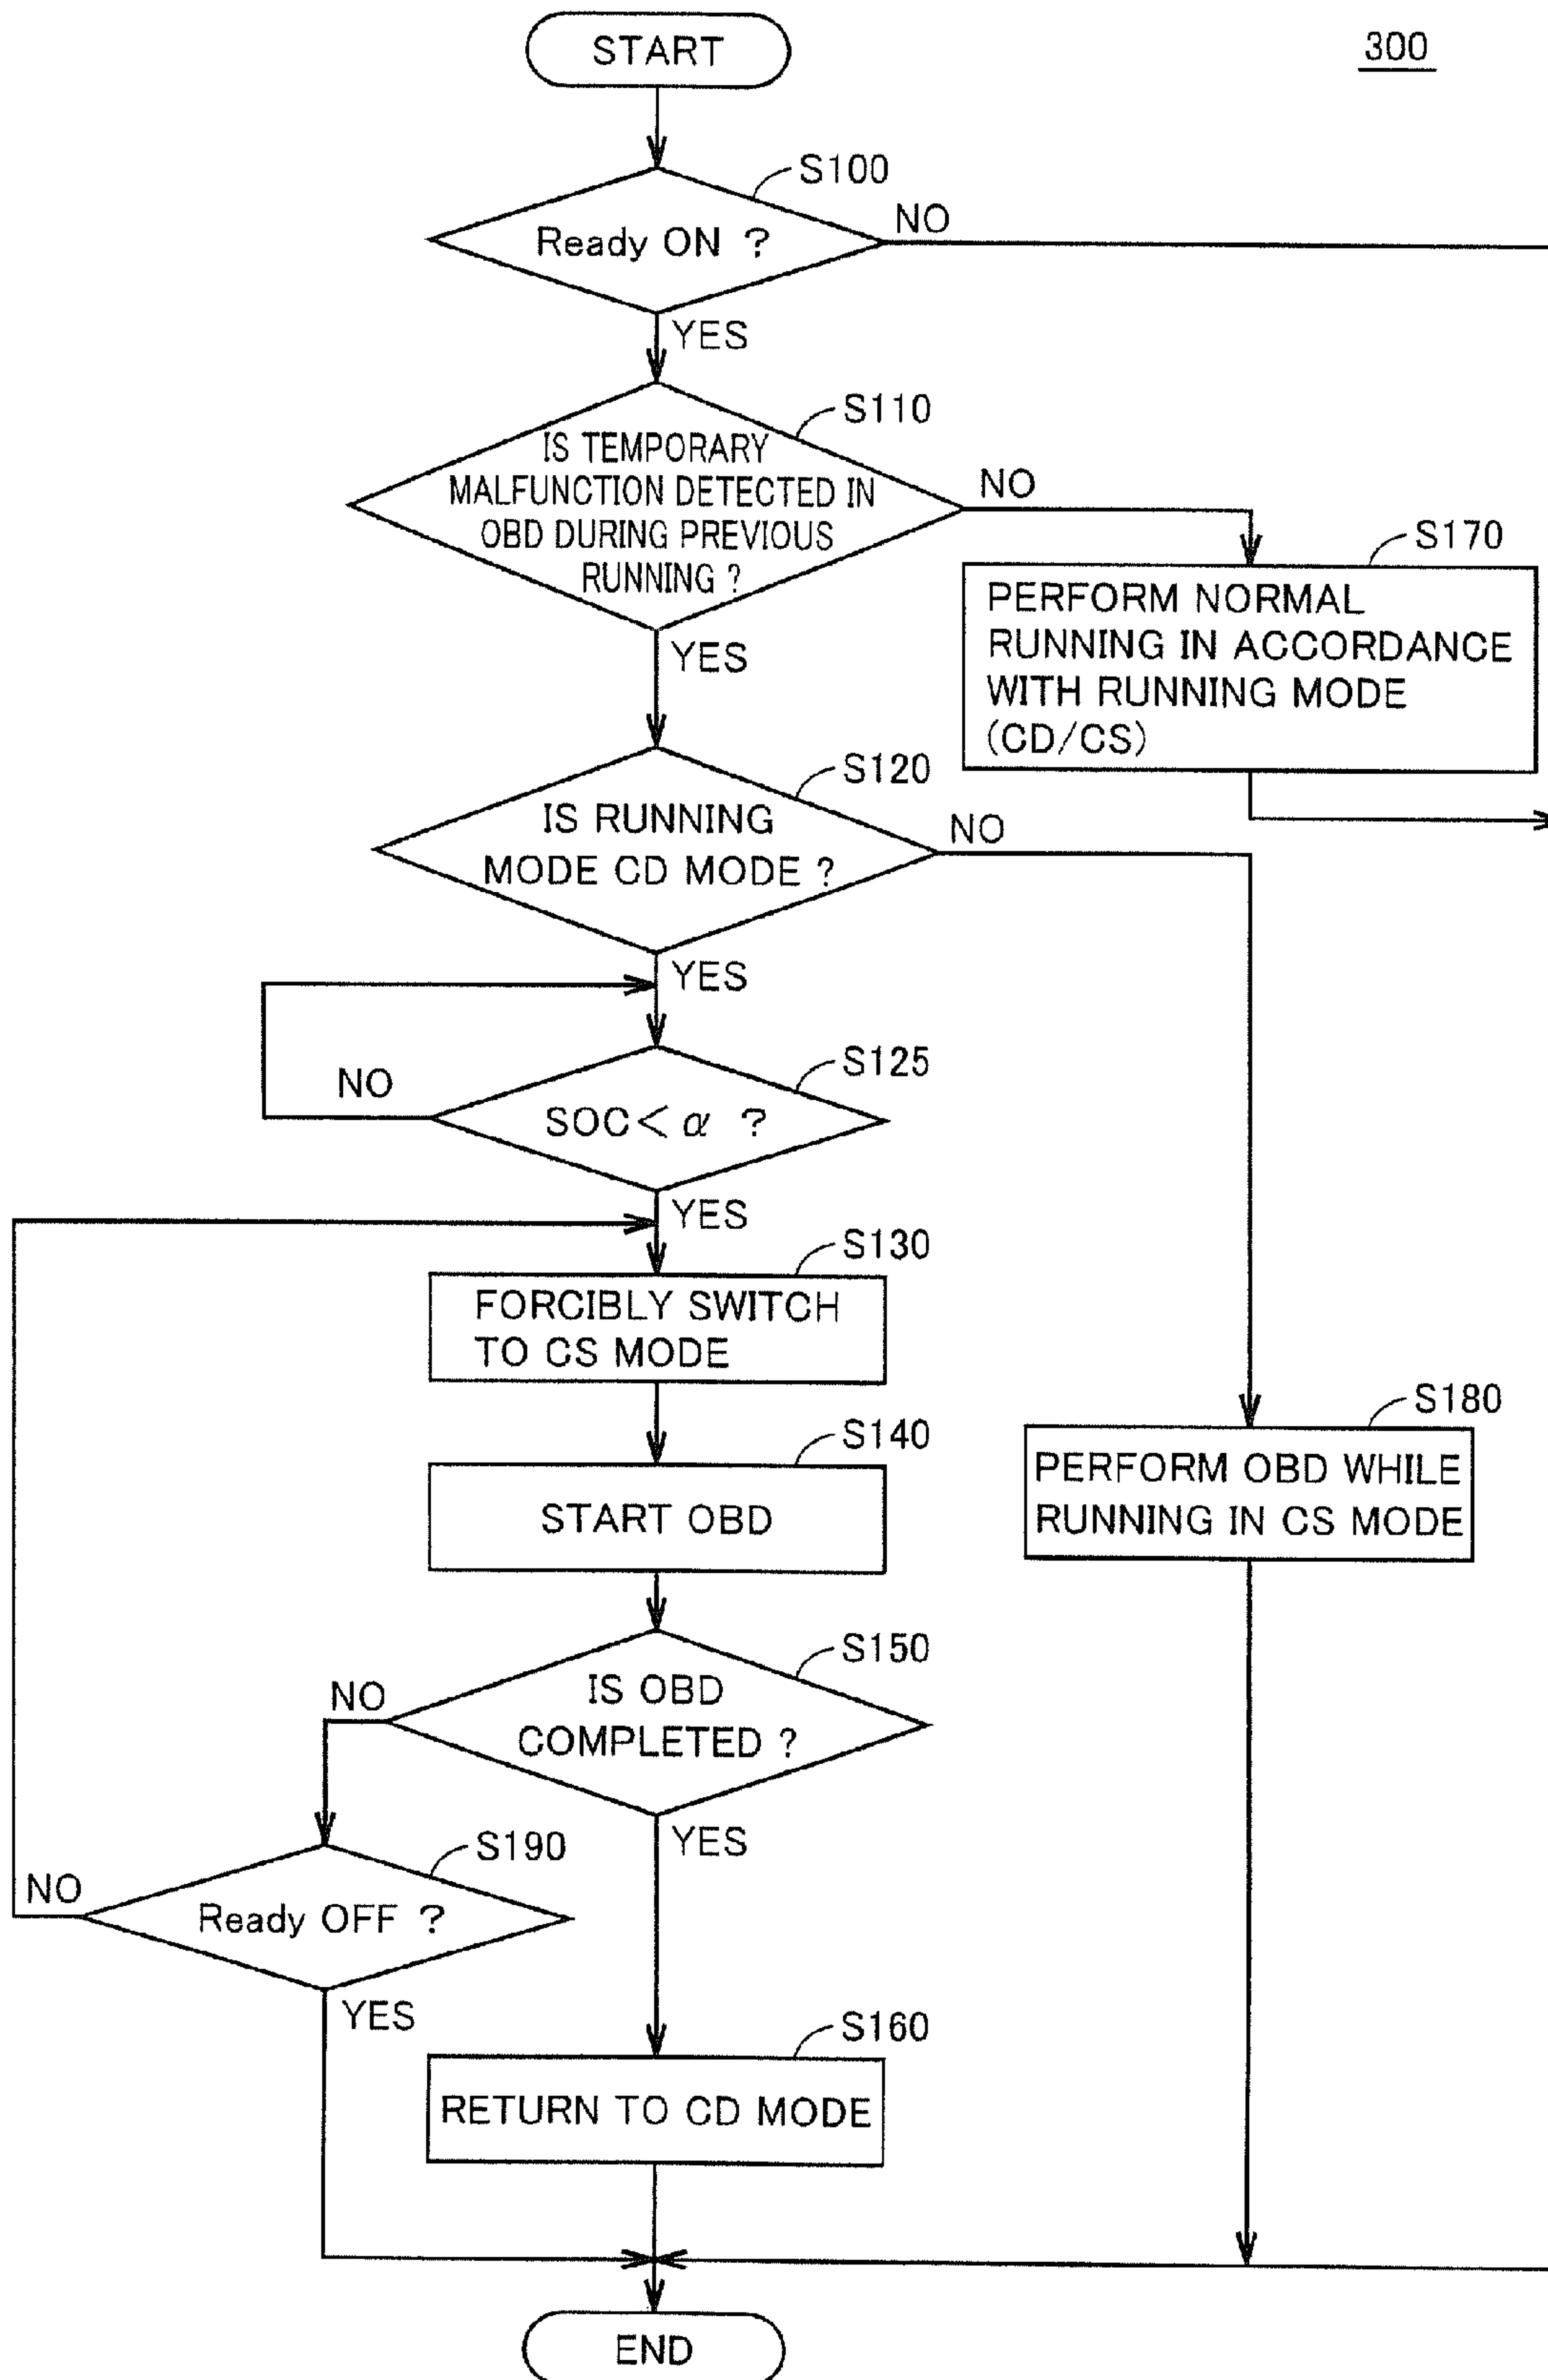 START
300
S100
Ready ON ?
NO
YES
S110
IS TEMPORARY
MALFUNCTION DETECTED IN
OBD DURING PREVIOUS
RUNNING ?
NO
YES
S170
PERFORM NORMAL
RUNNING IN ACCORDANCE
WITH RUNNING MODE
(CD/CS)
S120
IS RUNNING
MODE CD MODE ?
NO
YES
S125
SOC < α ?
NO
YES
S130
FORCIBLY SWITCH
TO CS MODE
S140
START OBD
S180
PERFORM OBD WHILE
RUNNING IN CS MODE
S150
IS OBD
COMPLETED ?
NO
YES
S190
Ready OFF ?
NO
YES
S160
RETURN TO CD MODE
END